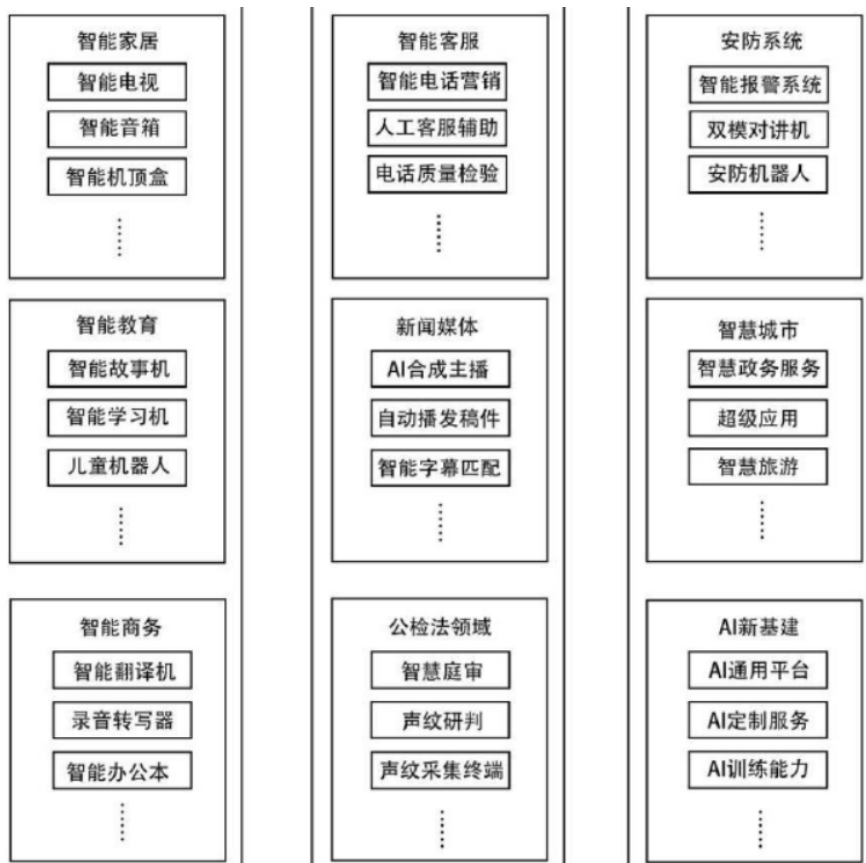 智能家居
智能电视
智能音箱
智能机顶盒
智能客服
智能电话营销
人工客服辅助
电话质量检验
安防系统
智能报警系统
双模对讲机
安防机器人
智能教育
智能故事机
智能学习机
儿童机器人
新闻媒体
AI合成主播
自动播发稿件
智能字幕匹配
智慧城市
智慧政务服务
超级应用
智慧旅游
智能商务
智能翻译机
录音转写器
智能办公本
公检法领域
智慧庭审
声纹研判
声纹采集终端
AI新基建
AI通用平台
AI定制服务
AI训练能力